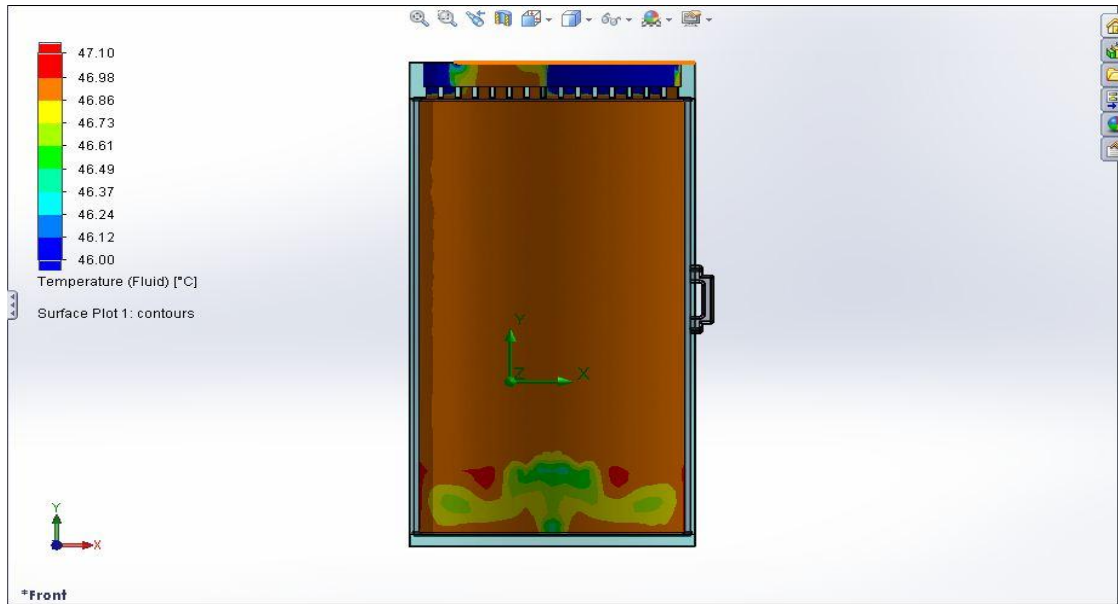 47.10
46.98
46.86
46.73
46.61
46.49
46.37
46.24
46.12
46.00
Temperature (Fluid) [°C]
Surface Plot 1: contours
Y
Z
X
Y
X
*Front